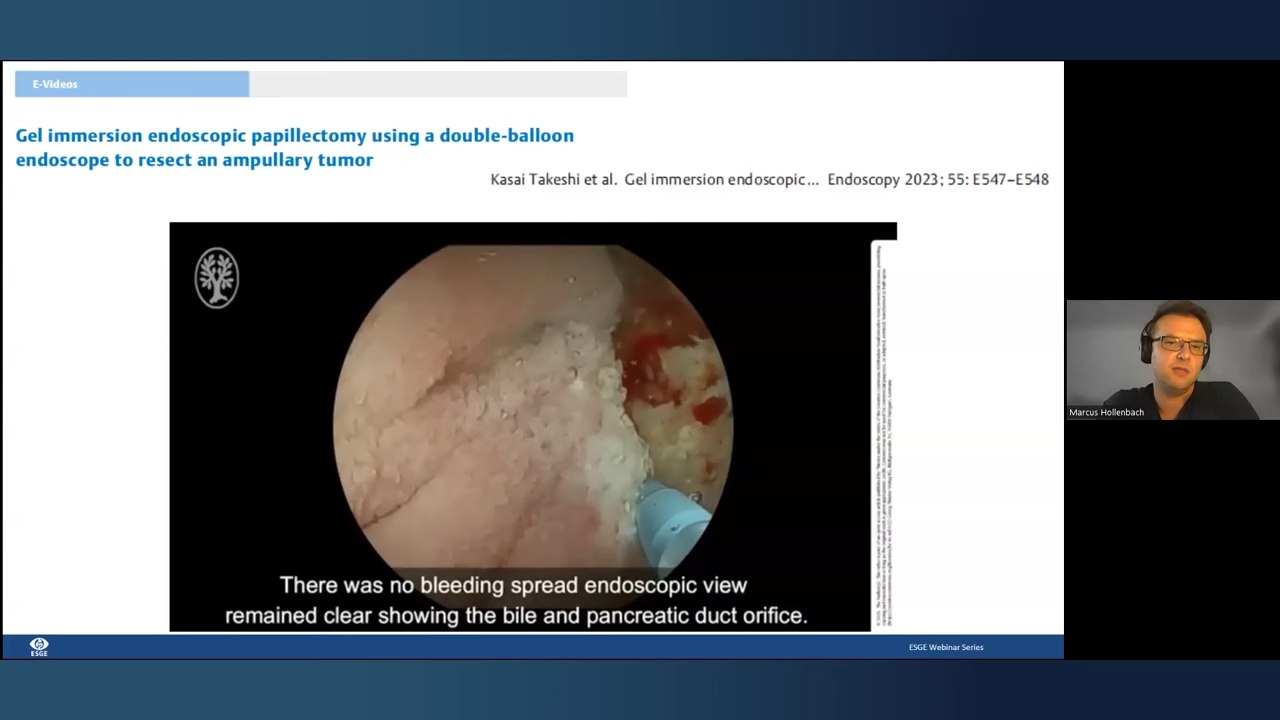 E-Videos
Gel immersion endoscopic papillectomy using a double-balloon
endoscope to resect an ampullary tumor
Kasai Takeshi et al. Gel immersion endoscopic... Endoscopy 2023; 55: E547–E548
There was no bleeding spread endoscopic view
remained clear showing the bile and pancreatic duct orifice.
Marcus Hollenbach
ESGE
ESGE Webinar Series